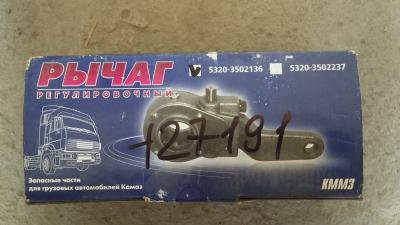 РЫЧАГ
РЕГУЛИРОВОЧНЫЙ
5320-3502136 5320-3502237
127191
Запасные части
для грузовых автомобилей Камаз
КММЗ